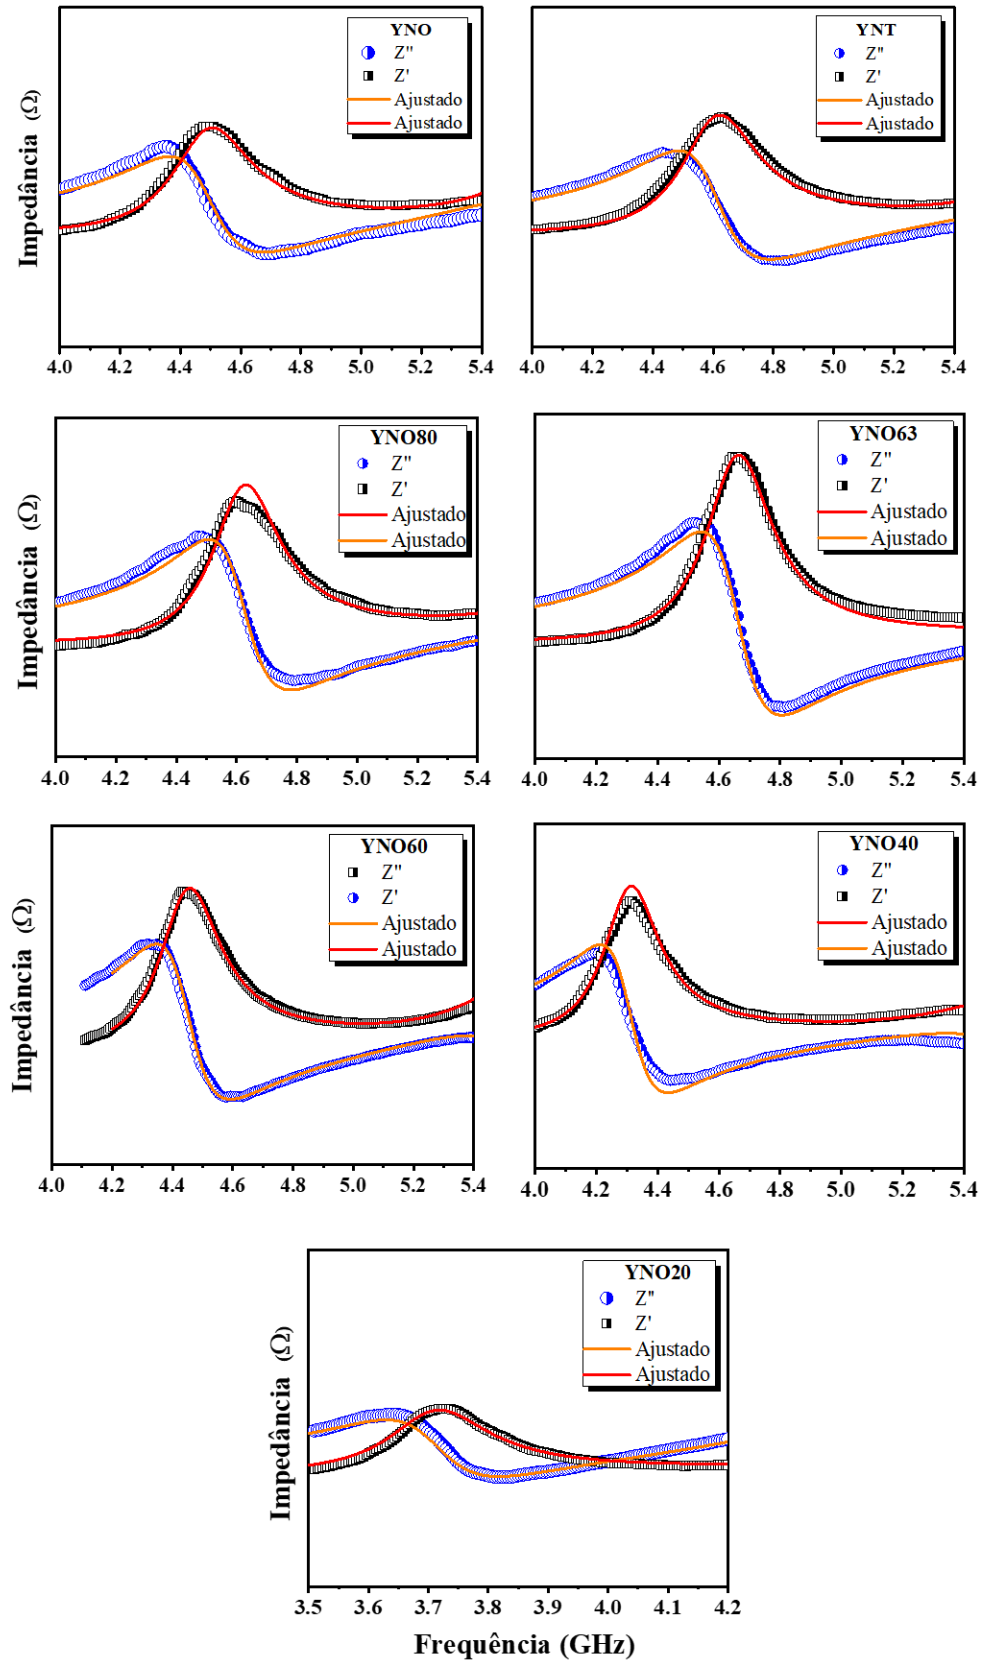 YNO
Z"
Z'
Ajustado
Ajustado
Impedância (Ω)
4.0 4.2 4.4 4.6 4.8 5.0 5.2 5.4
YNT
Z"
Z'
Ajustado
Ajustado
4.0 4.2 4.4 4.6 4.8 5.0 5.2 5.4
YNO80
Z"
Z'
Ajustado
Ajustado
Impedância (Ω)
4.0 4.2 4.4 4.6 4.8 5.0 5.2 5.4
YNO63
Z"
Z'
Ajustado
Ajustado
4.0 4.2 4.4 4.6 4.8 5.0 5.2 5.4
YNO60
Z"
Z'
Ajustado
Ajustado
Impedância (Ω)
4.0 4.2 4.4 4.6 4.8 5.0 5.2 5.4
YNO40
Z"
Z'
Ajustado
Ajustado
4.0 4.2 4.4 4.6 4.8 5.0 5.2 5.4
YNO20
Z"
Z'
Ajustado
Ajustado
Impedância (Ω)
3.5 3.6 3.7 3.8 3.9 4.0 4.1 4.2
Frequência (GHz)